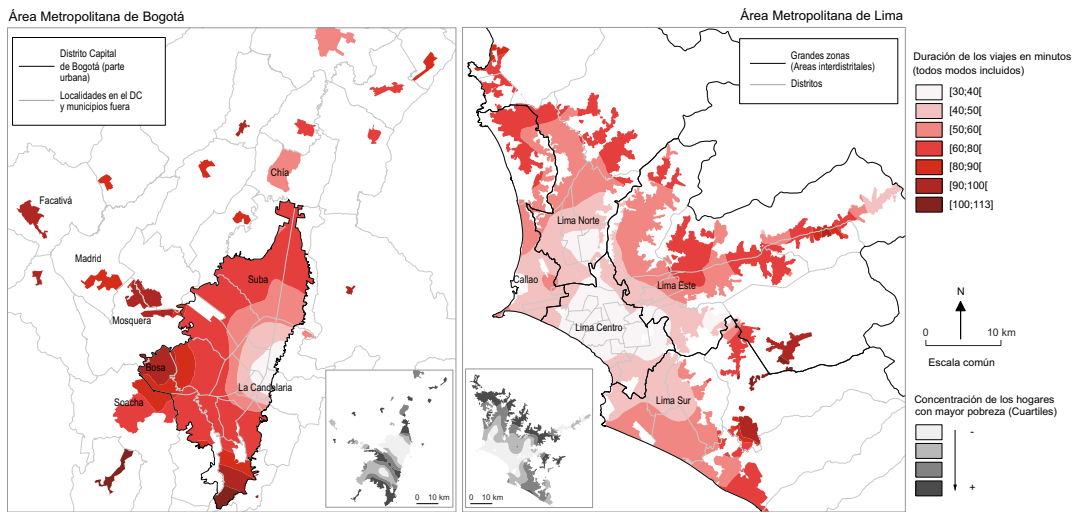 Área Metropolitana de Bogotá
Distrito Capital
de Bogotá (parte
urbana)
Localidades en el DC
y municipios fuera
Chía
Facativá
Madrid
Suba
Mosquera
Bosa
La Candelaria
Soacha
0 10 km
Área Metropolitana de Lima
Grandes zonas
(Areas interdistritales)
Distritos
Lima Norte
Callao
Lima Este
Lima Centro
Lima Sur
0 10 km
Duración de los viajes en minutos
(todos modos incluidos)
[30;40[
[40;50[
[50;60[
[60;80[
[80;90[
[90;100[
[100;113]
N
0 10 km
Escala común
Concentración de los hogares
con mayor pobreza (Cuartiles)
-
+